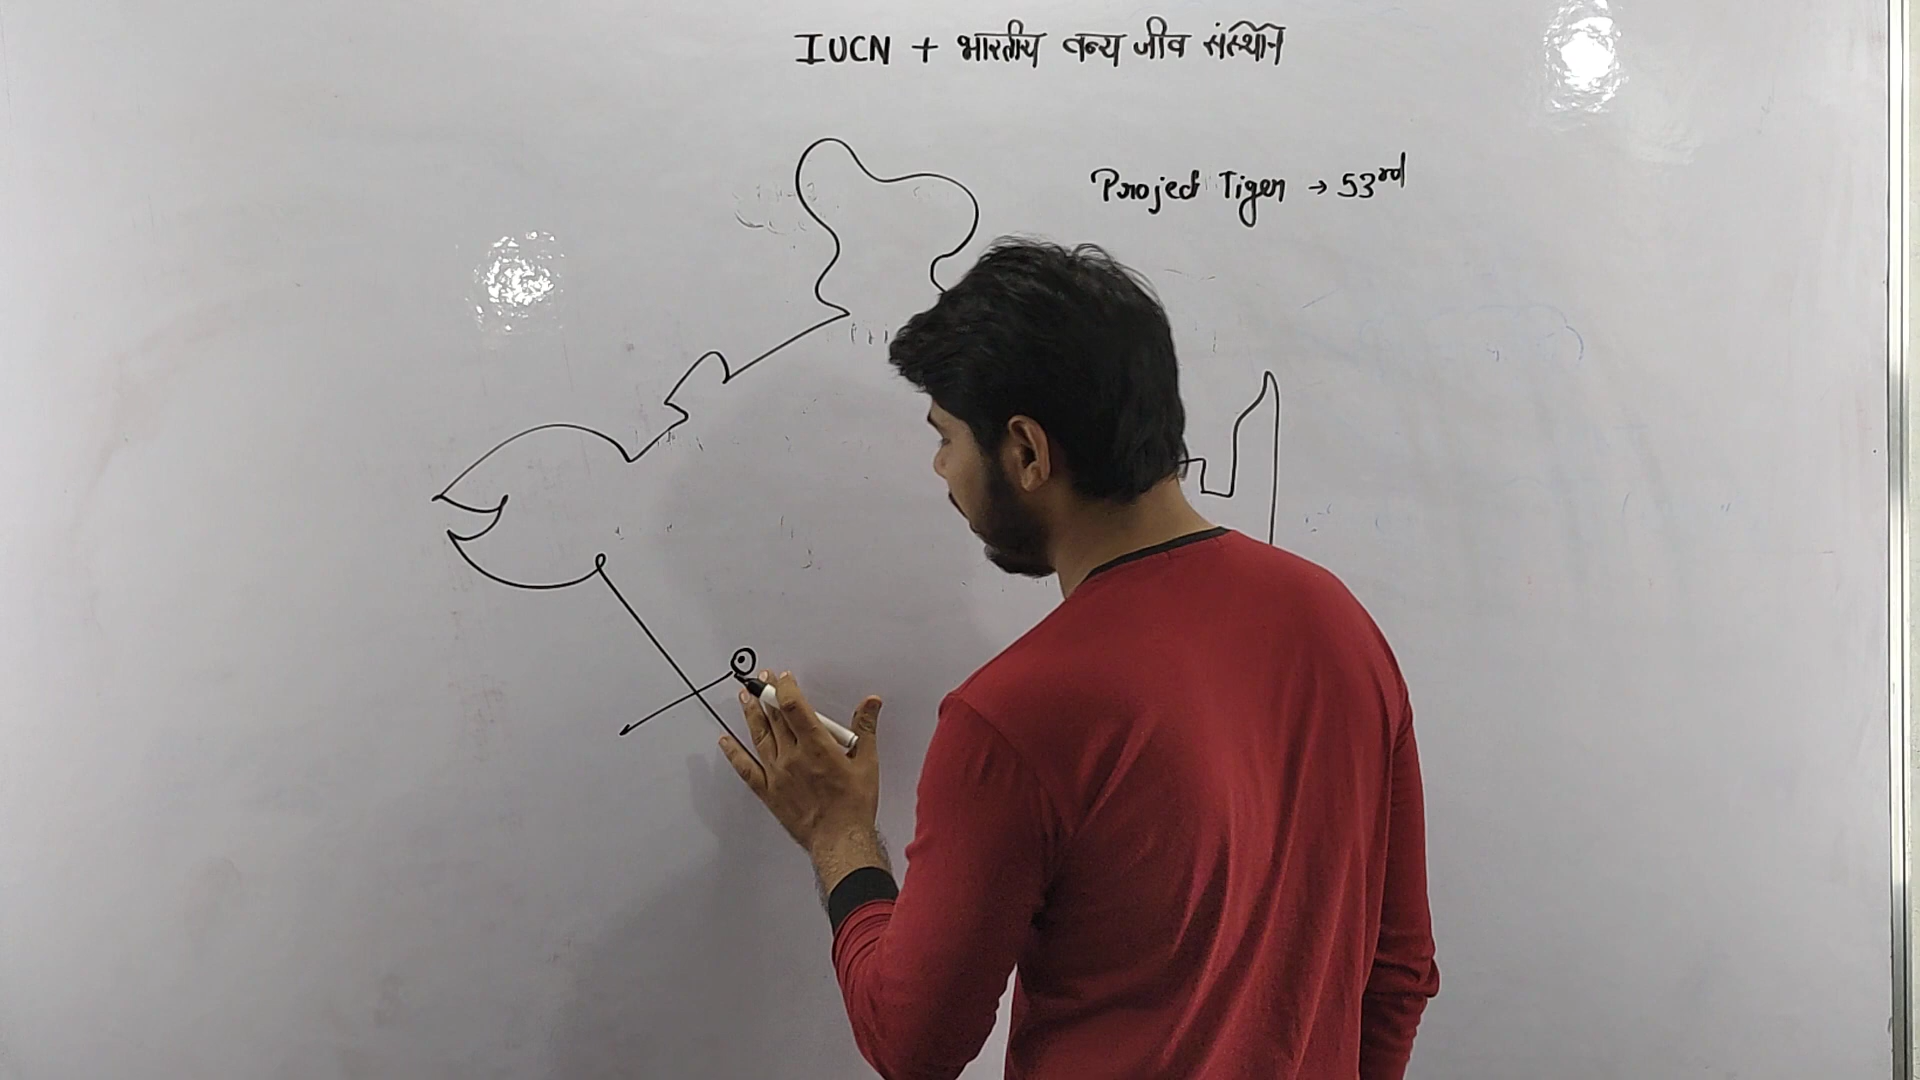 IUCN + भारतीय वन्य जीव संस्थान
Project Tiger → 53rd